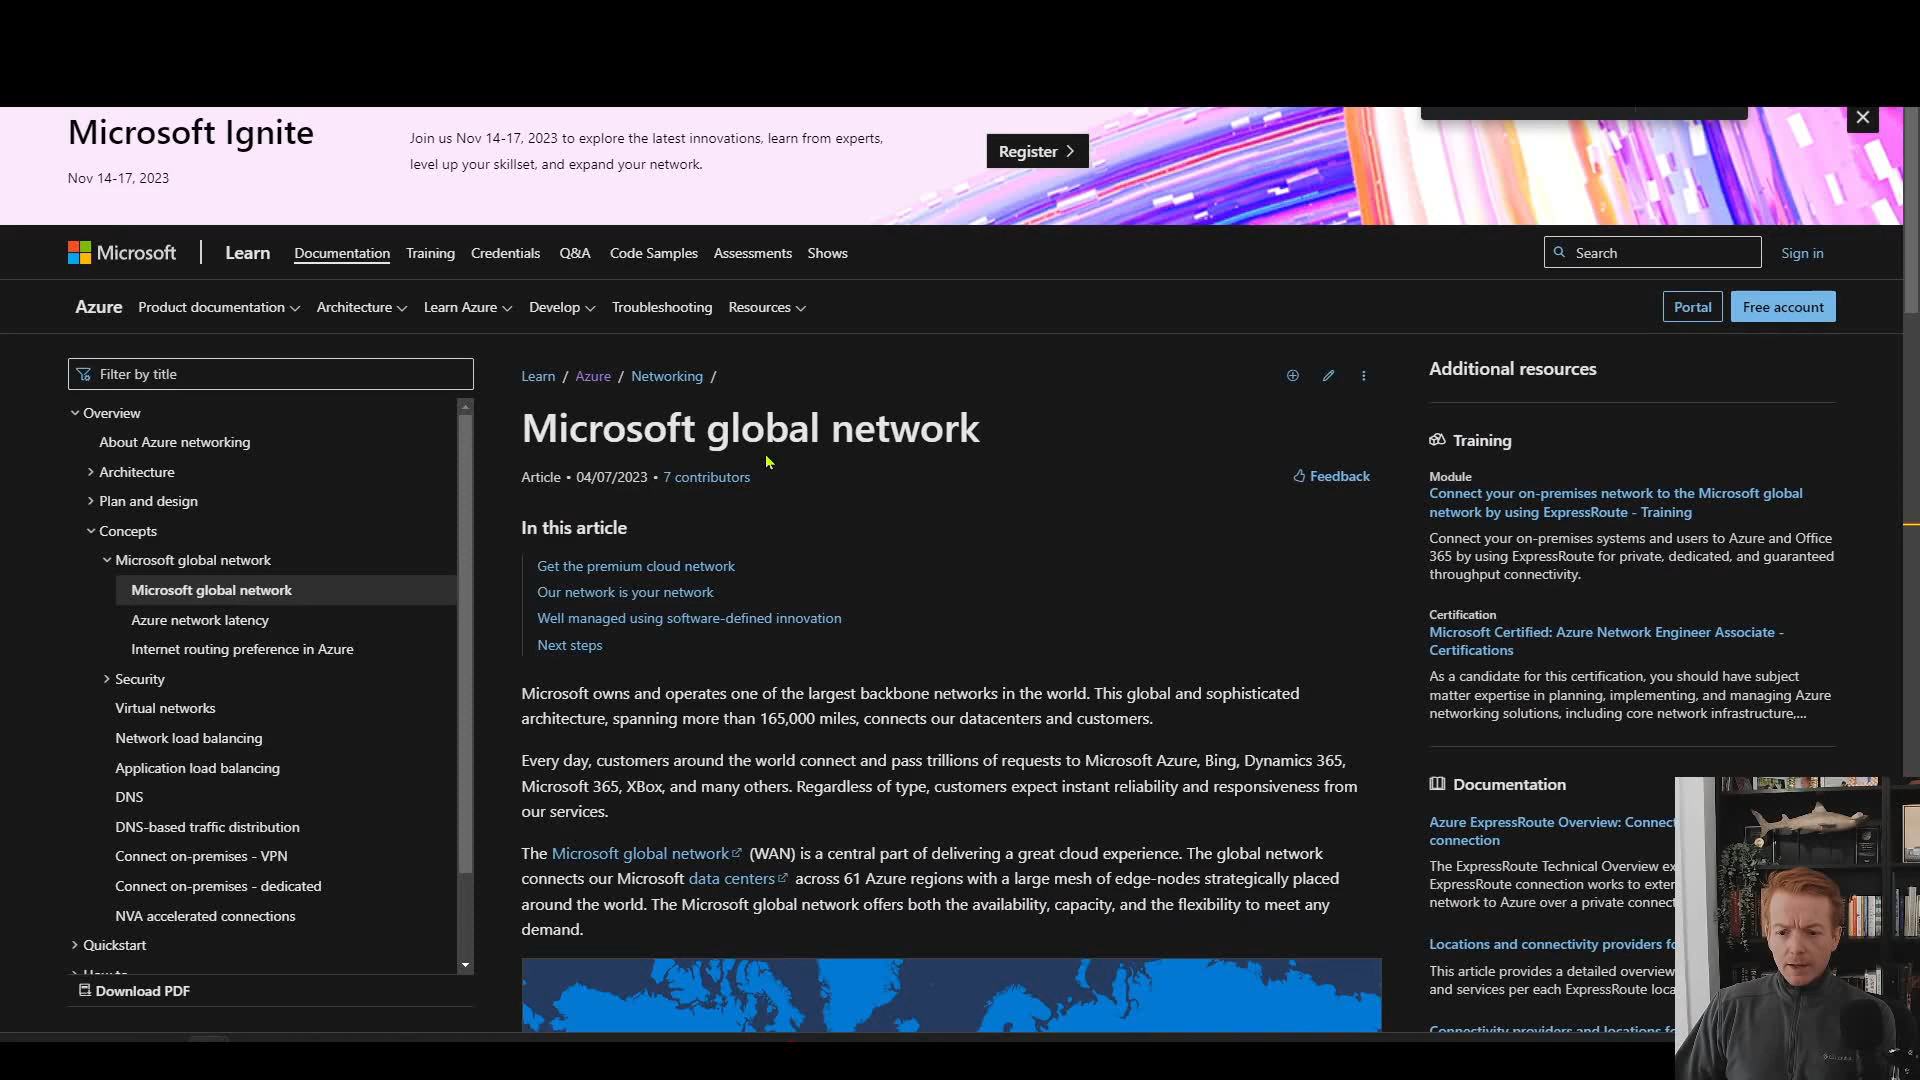 Microsoft Ignite
Nov 14-17, 2023
Join us Nov 14-17, 2023 to explore the latest innovations, learn from experts,
level up your skillset, and expand your network.
Register
Microsoft
Learn
Documentation
Training
Credentials
Q&A
Code Samples
Assessments
Shows
Search
Sign in
Azure
Product documentation
Architecture
Learn Azure
Develop
Troubleshooting
Resources
Portal
Free account
Filter by title
Overview
About Azure networking
Architecture
Plan and design
Concepts
Microsoft global network
Microsoft global network
Azure network latency
Internet routing preference in Azure
Security
Virtual networks
Network load balancing
Application load balancing
DNS
DNS-based traffic distribution
Connect on-premises - VPN
Connect on-premises - dedicated
NVA accelerated connections
Quickstart
Download PDF
Learn / Azure / Networking /
Microsoft global network
Article • 04/07/2023 • 7 contributors
Feedback
In this article
Get the premium cloud network
Our network is your network
Well managed using software-defined innovation
Next steps
Microsoft owns and operates one of the largest backbone networks in the world. This global and sophisticated
architecture, spanning more than 165,000 miles, connects our datacenters and customers.
Every day, customers around the world connect and pass trillions of requests to Microsoft Azure, Bing, Dynamics 365,
Microsoft 365, XBox, and many others. Regardless of type, customers expect instant reliability and responsiveness from
our services.
The Microsoft global network (WAN) is a central part of delivering a great cloud experience. The global network
connects our Microsoft data centers across 61 Azure regions with a large mesh of edge-nodes strategically placed
around the world. The Microsoft global network offers both the availability, capacity, and the flexibility to meet any
demand.
Additional resources
Training
Module
Connect your on-premises network to the Microsoft global
network by using ExpressRoute - Training
Connect your on-premises systems and users to Azure and Office
365 by using ExpressRoute for private, dedicated, and guaranteed
throughput connectivity.
Certification
Microsoft Certified: Azure Network Engineer Associate -
Certifications
As a candidate for this certification, you should have subject
matter expertise in planning, implementing, and managing Azure
networking solutions, including core network infrastructure,...
Documentation
Azure ExpressRoute Overview: Connect
connection
The ExpressRoute Technical Overview ex
ExpressRoute connection works to exter
network to Azure over a private connect
Locations and connectivity providers fo
This article provides a detailed overview
and services per each ExpressRoute loca
Connectivity providers and locations fo